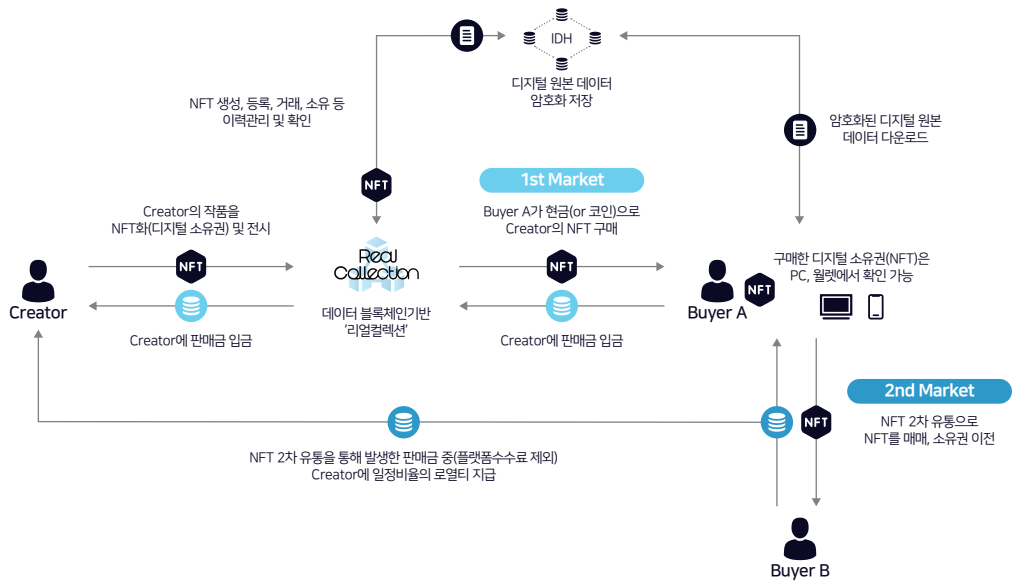 IDH
디지털 원본 데이터
암호화 저장
NFT 생성, 등록, 거래, 소유 등
이력관리 및 확인
암호화된 디지털 원본
데이터 다운로드
NFT
1st Market
Creator의 작품을
NFT화(디지털 소유권) 및 전시
Buyer A가 현금(or 코인)으로
Creator의 NFT 구매
NFT
Real
Collection
NFT
구매한 디지털 소유권(NFT)은
PC, 월렛에서 확인 가능
NFT
Creator
데이터 블록체인기반
'리얼컬렉션'
Buyer A
Creator에 판매금 입금
Creator에 판매금 입금
2nd Market
NFT
NFT 2차 유통으로
NFT를 매매, 소유권 이전
NFT 2차 유통을 통해 발생한 판매금 중(플랫폼수수료 제외)
Creator에 일정비율의 로열티 지급
Buyer B